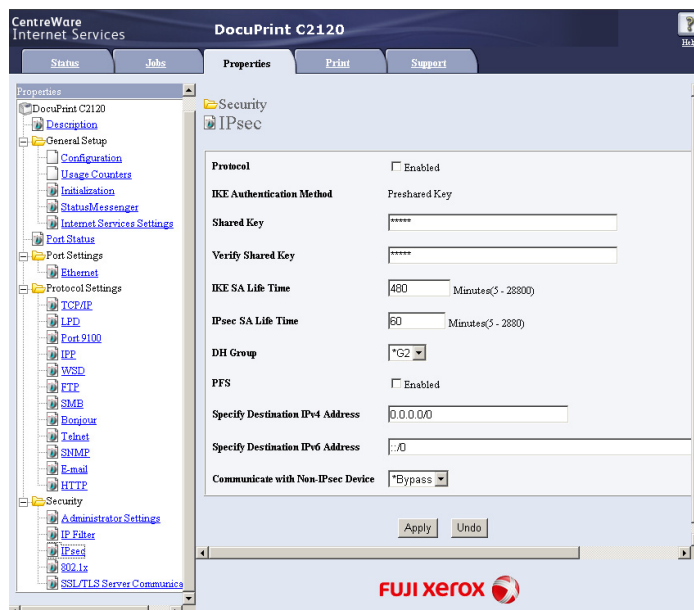 CentreWare
Internet Services
DocuPrint C2120
Help
Status
Jobs
Properties
Print
Support
Properties
DocuPrint C2120
Description
General Setup
Configuration
Usage Counters
Initialization
StatusMessenger
Internet Services Settings
Port Status
Port Settings
Ethernet
Protocol Settings
TCP/IP
LPD
Port 9100
IPP
WSD
FTP
SMB
Bonjour
Telnet
SNMP
E-mail
HTTP
Security
Administrator Settings
IP Filter
IPsec
802.1x
SSL/TLS Server Communica
Security
IPsec
Protocol Enabled
IKE Authentication Method Preshared Key
Shared Key *****
Verify Shared Key *****
IKE SA Life Time 480 Minutes(5 - 28800)
IPsec SA Life Time 60 Minutes(5 - 2880)
DH Group *G2
PFS Enabled
Specify Destination IPv4 Address 0.0.0.0/0
Specify Destination IPv6 Address ::/0
Communicate with Non-IPsec Device *Bypass
Apply Undo
FUJI xerox